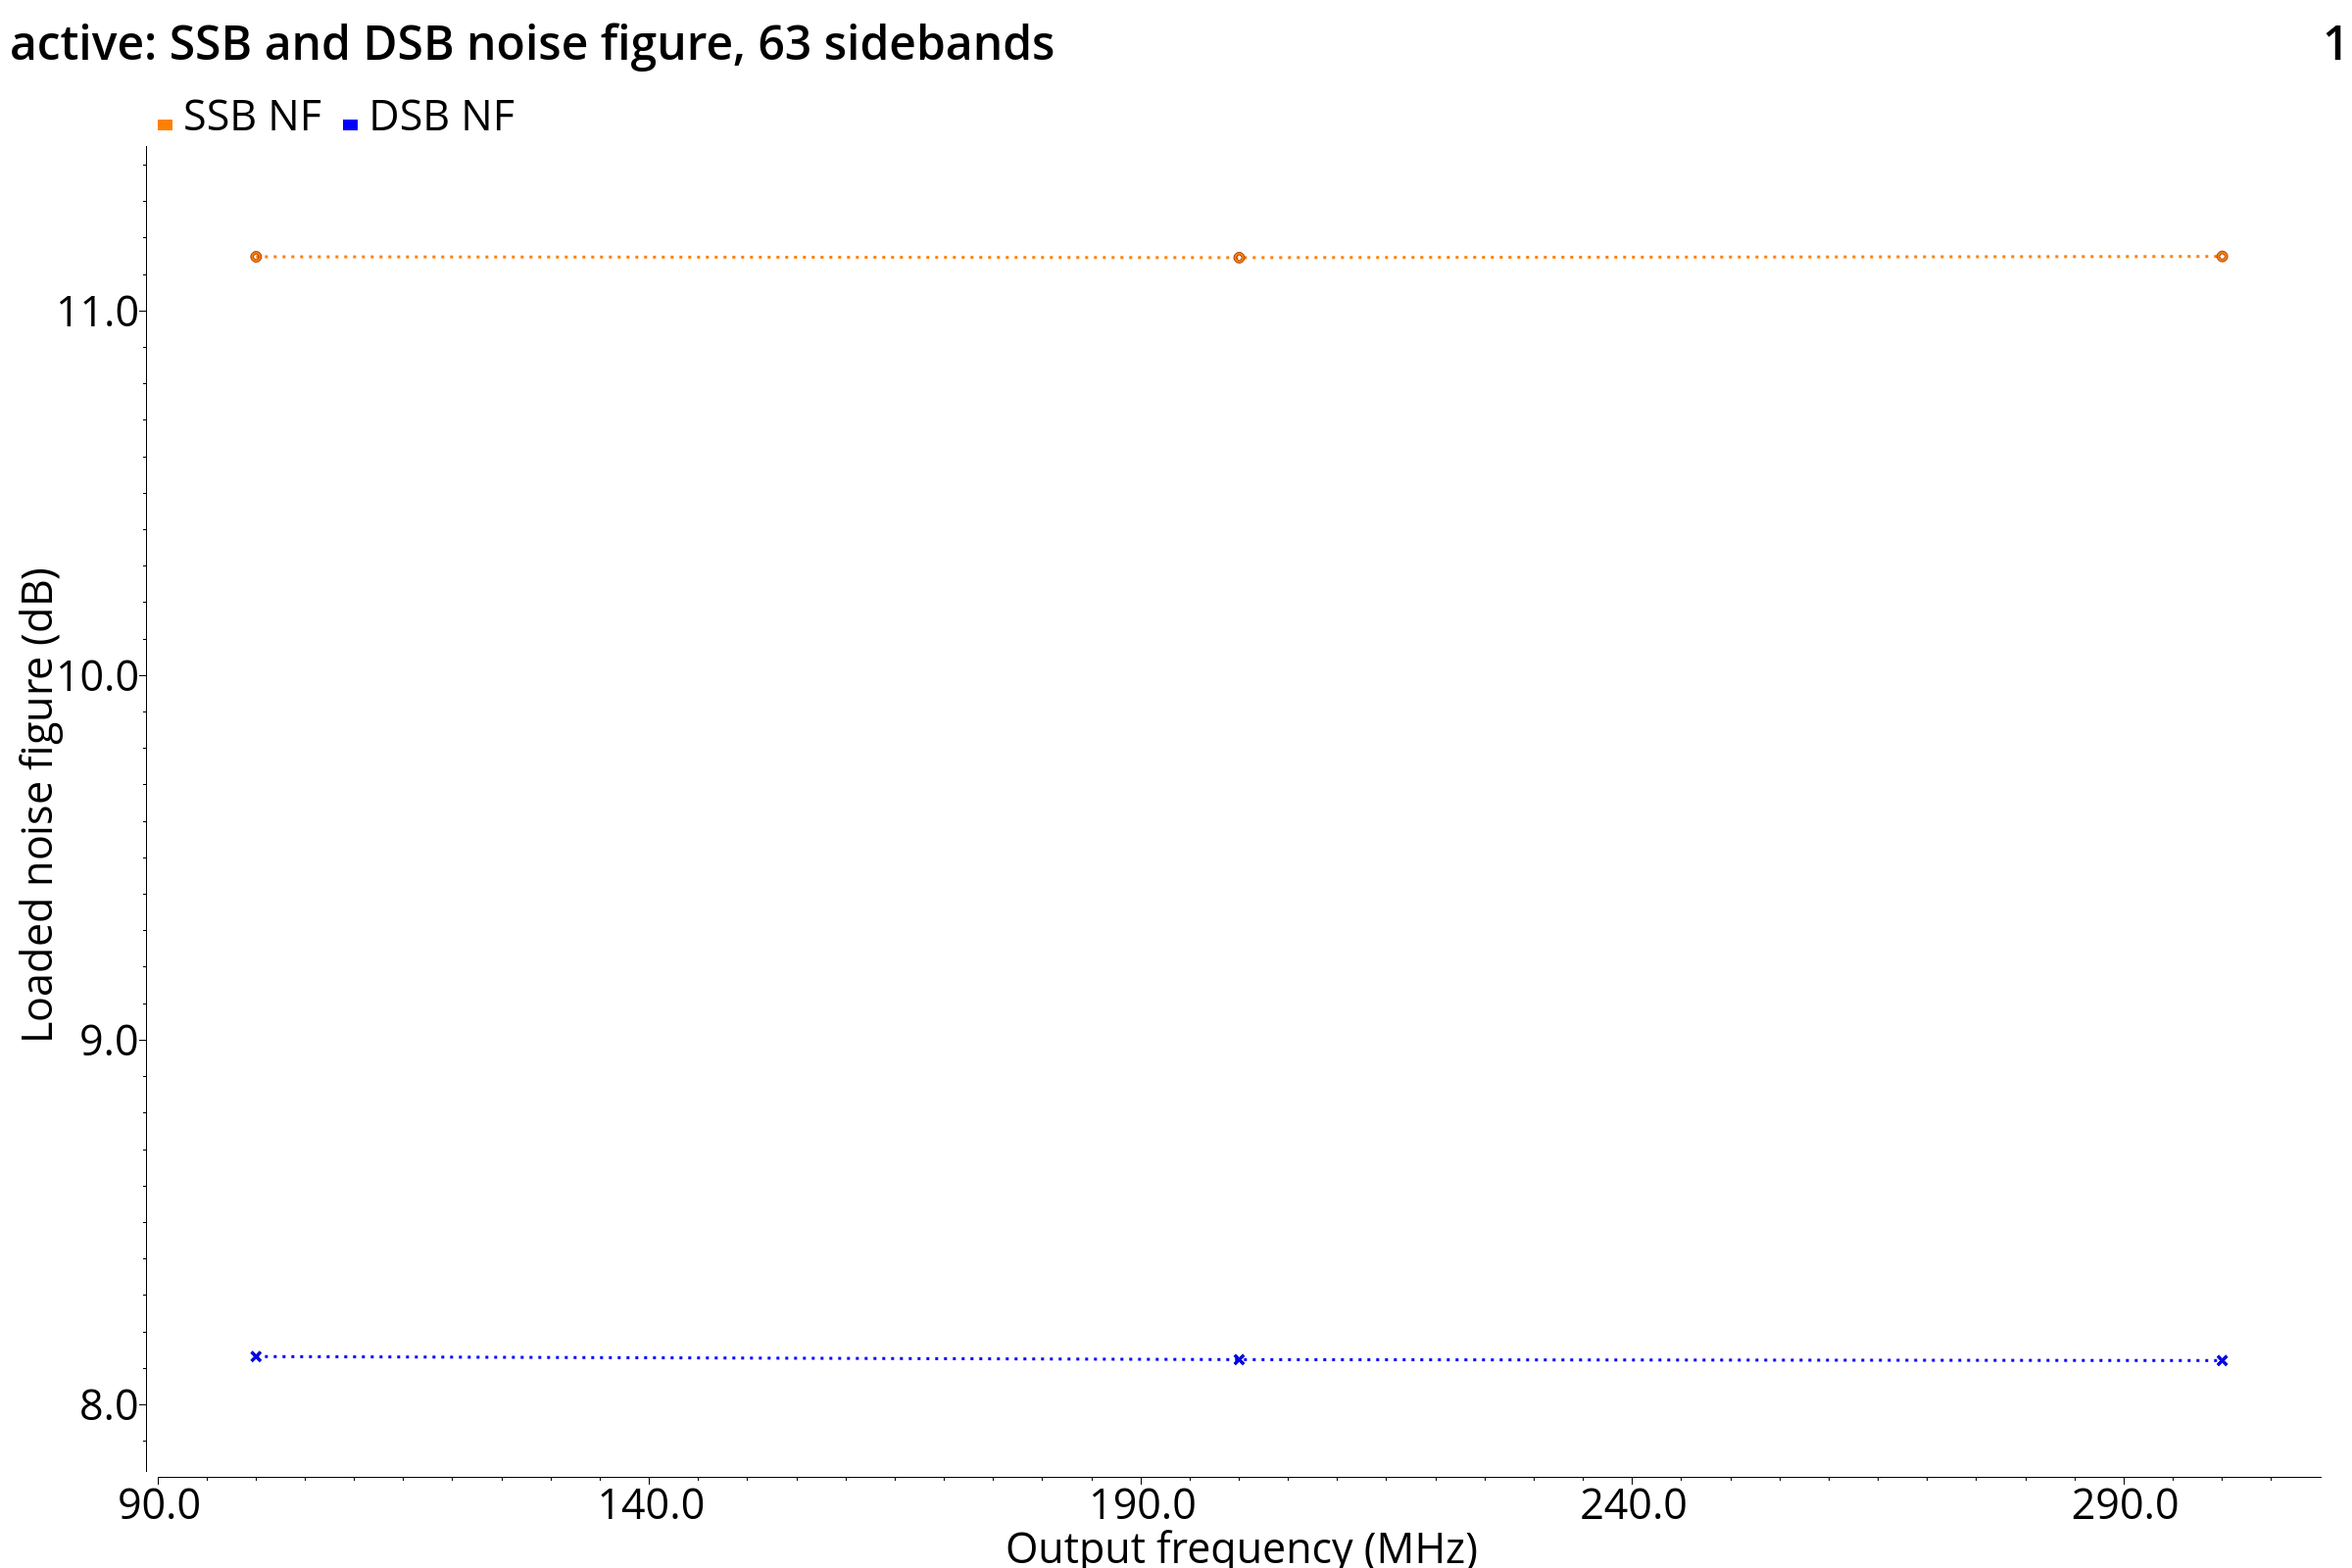 active: SSB and DSB noise figure, 63 sidebands 1
SSB NF DSB NF
Loaded noise figure (dB)
11.0
10.0
9.0
8.0
90.0 140.0 190.0 240.0 290.0
Output frequency (MHz)